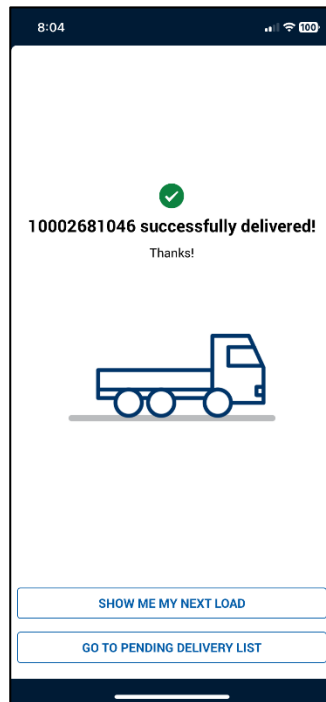 8:04
100
10002681046 successfully delivered!
Thanks!
SHOW ME MY NEXT LOAD
GO TO PENDING DELIVERY LIST